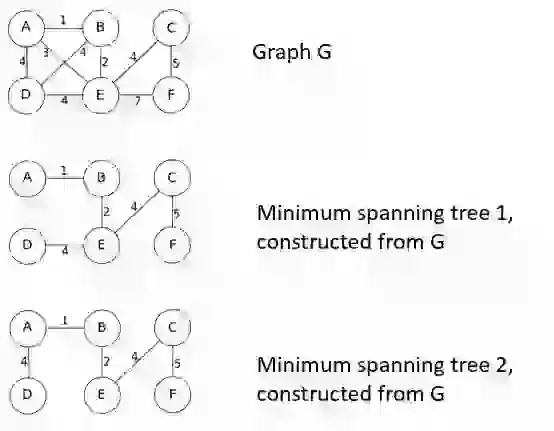 A 1 B C
3 4
4 2 4 5
D 4 E 7 F
Graph G
A 1 B C
2 4 5
D 4 E F
Minimum spanning tree 1,
constructed from G
A 1 B C
4 2 4 5
D E F
Minimum spanning tree 2,
constructed from G